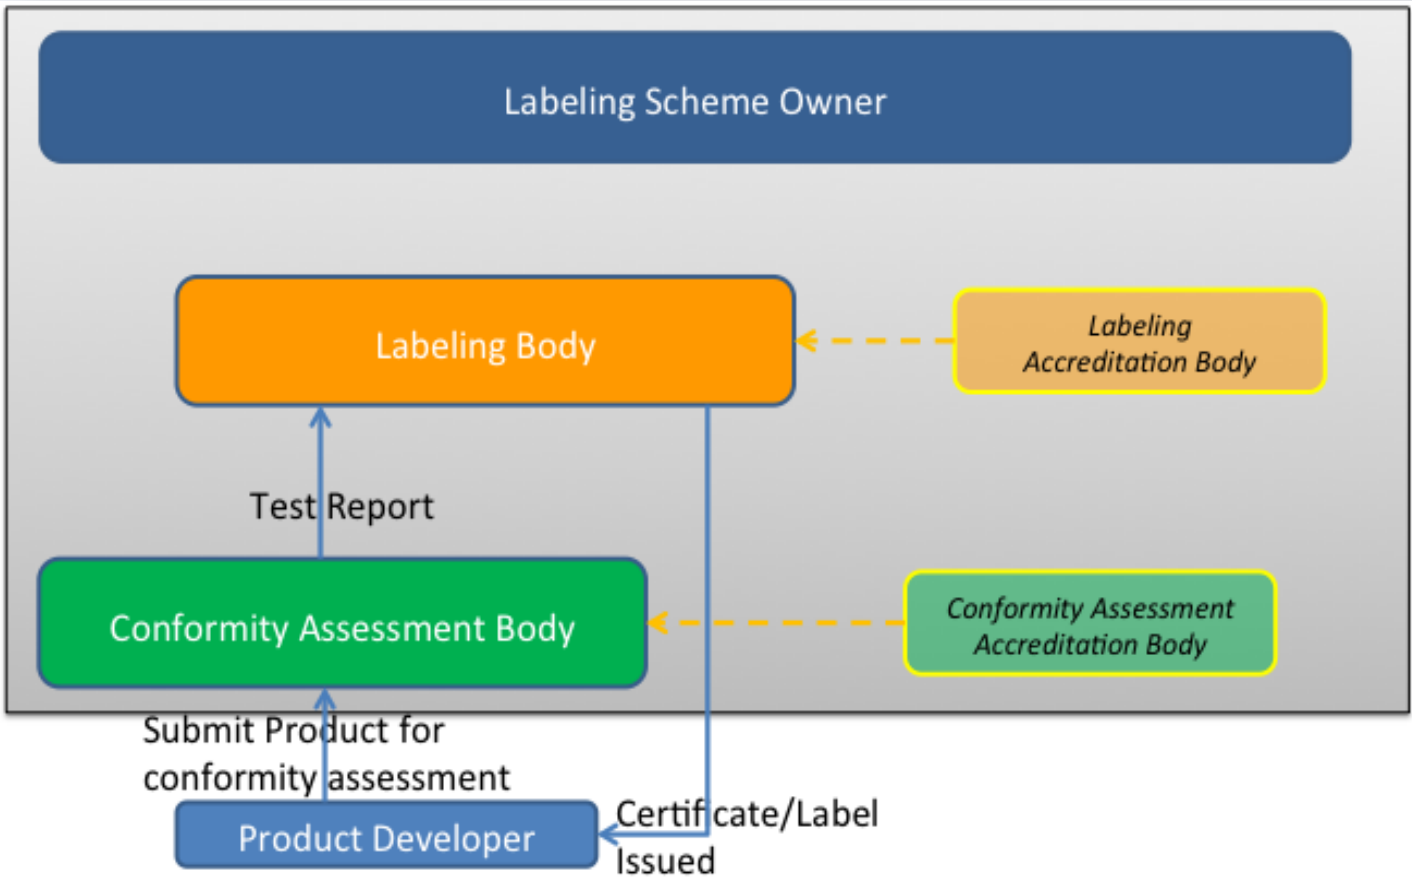 Labeling Scheme Owner
Labeling Body
Labeling
Accreditation Body
Test Report
Conformity Assessment Body
Conformity Assessment
Accreditation Body
Submit Product for
conformity assessment
Product Developer
Certificate/Label
Issued